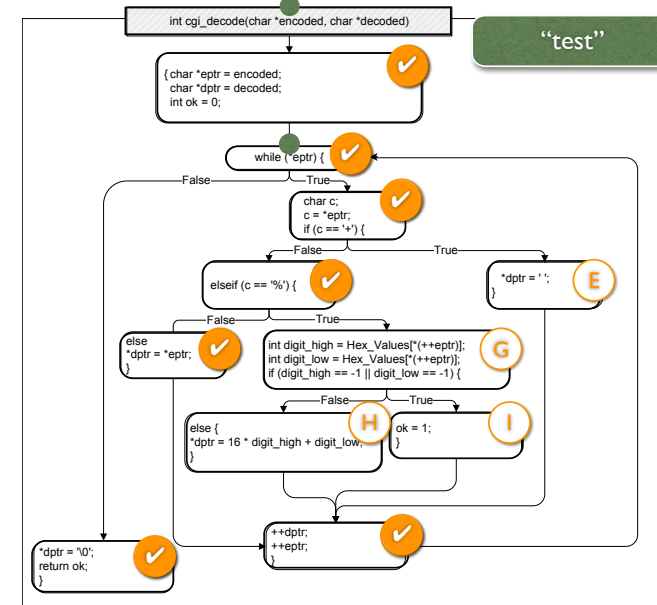 int cgi_decode(char *encoded, char *decoded)
“test”
{ char *eptr = encoded;
char *dptr = decoded;
int ok = 0;
while (*eptr) {
False
True
char c;
c = *eptr;
if (c == '+') {
False
True
elseif (c == '%') {
*dptr = ' ';
}
E
False
True
else
*dptr = *eptr;
}
int digit_high = Hex_Values[*(++eptr)];
int digit_low = Hex_Values[*(++eptr)];
if (digit_high == -1 || digit_low == -1) {
G
False
True
else {
*dptr = 16 * digit_high + digit_low;
}
H
ok = 1;
}
I
*dptr = '\0';
return ok;
}
++dptr;
++eptr;
}